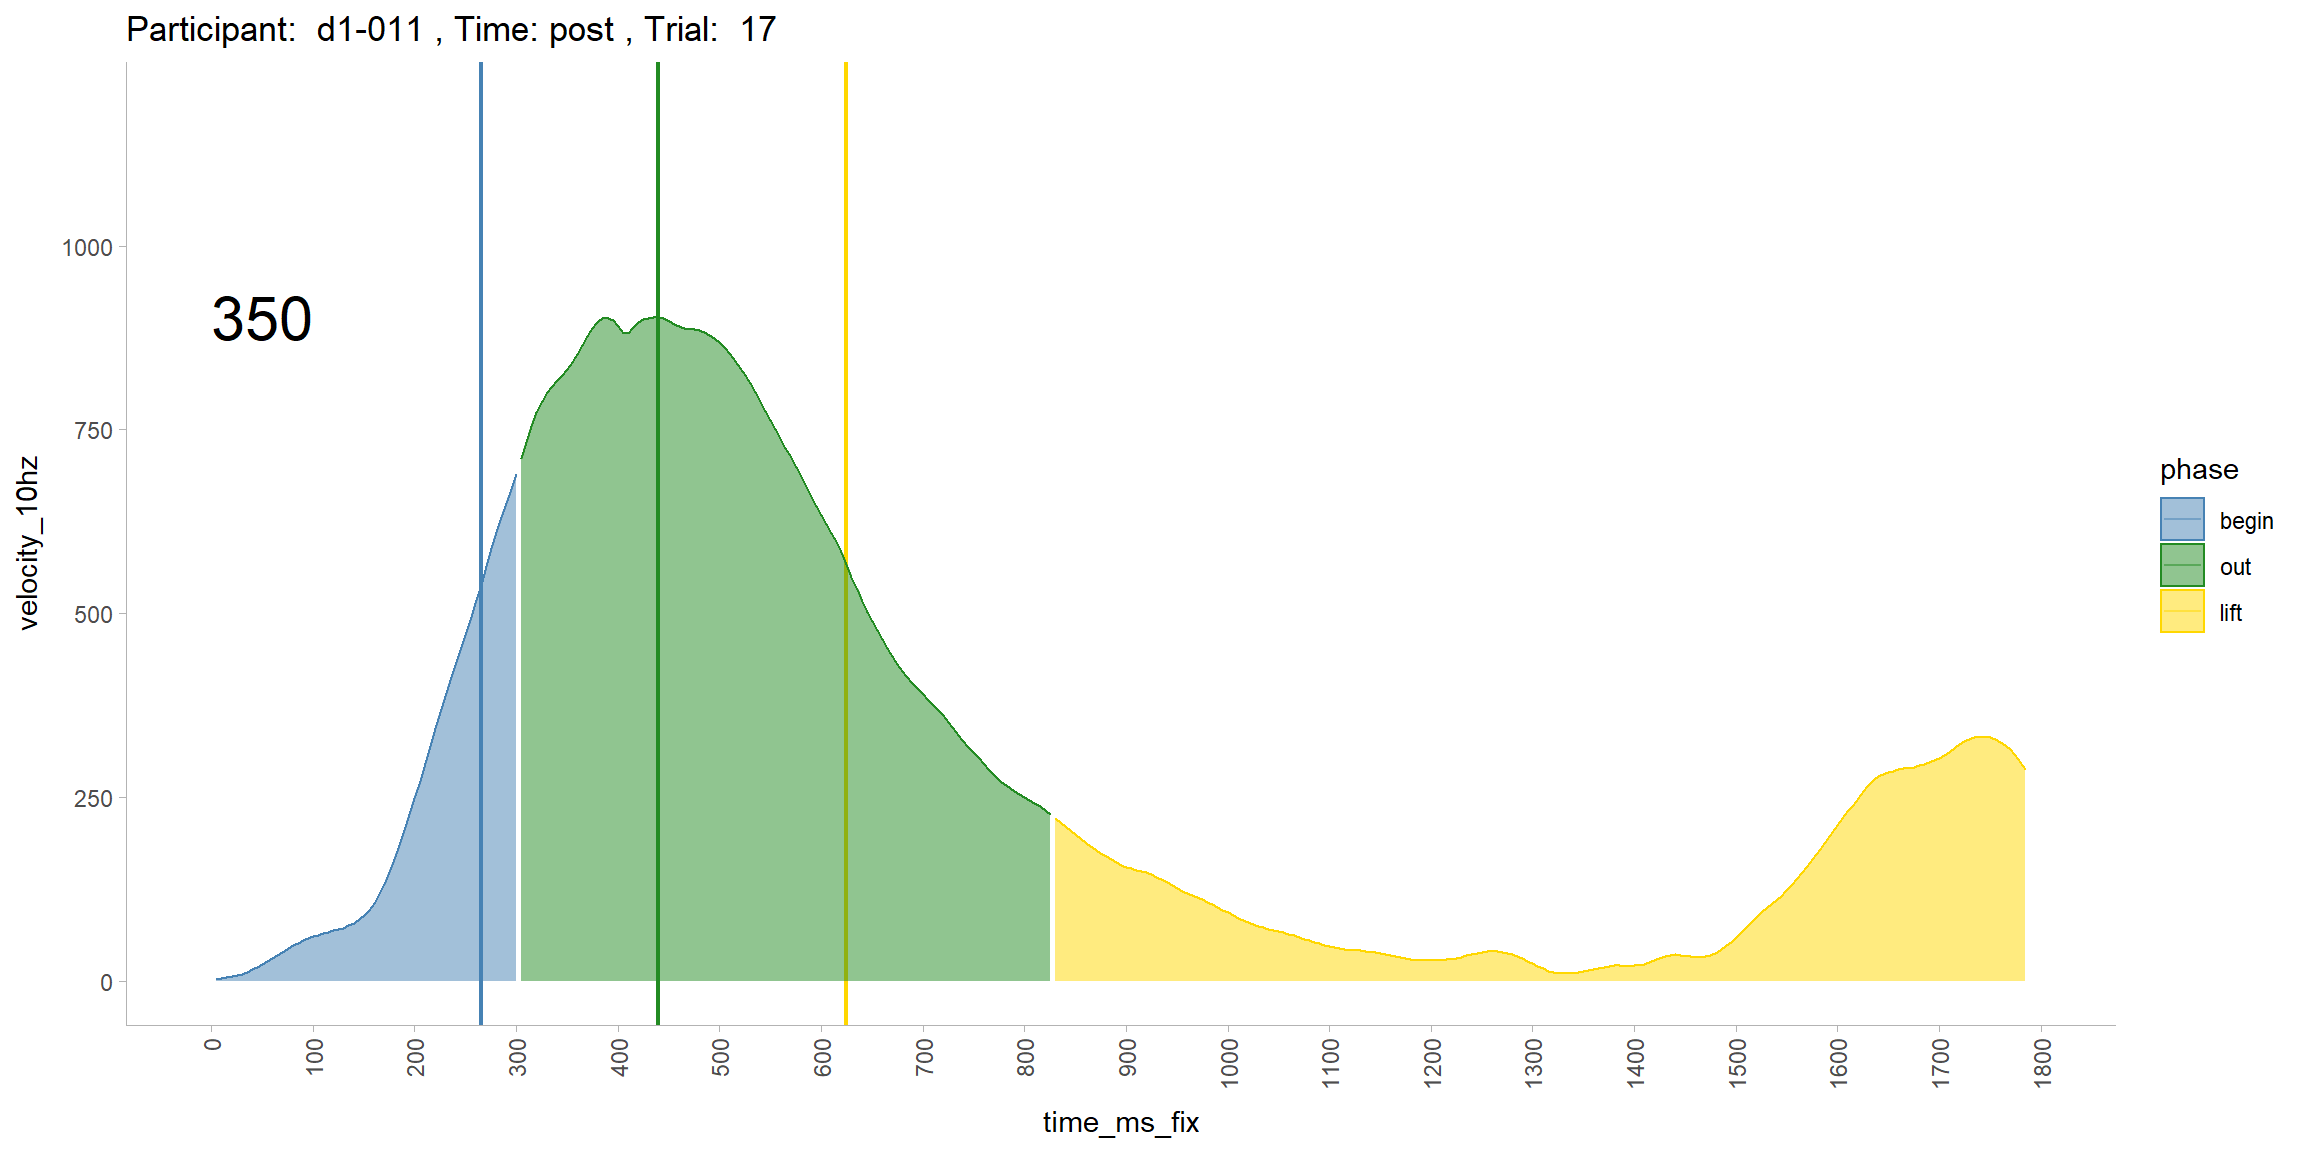 Participant:  d1-011 , Time: post , Trial:  17
1000
750
500
250
0
velocity_10hz
350
0 100 200 300 400 500 600 700 800 900 1000 1100 1200 1300 1400 1500 1600 1700 1800
time_ms_fix
phase
begin
out
lift